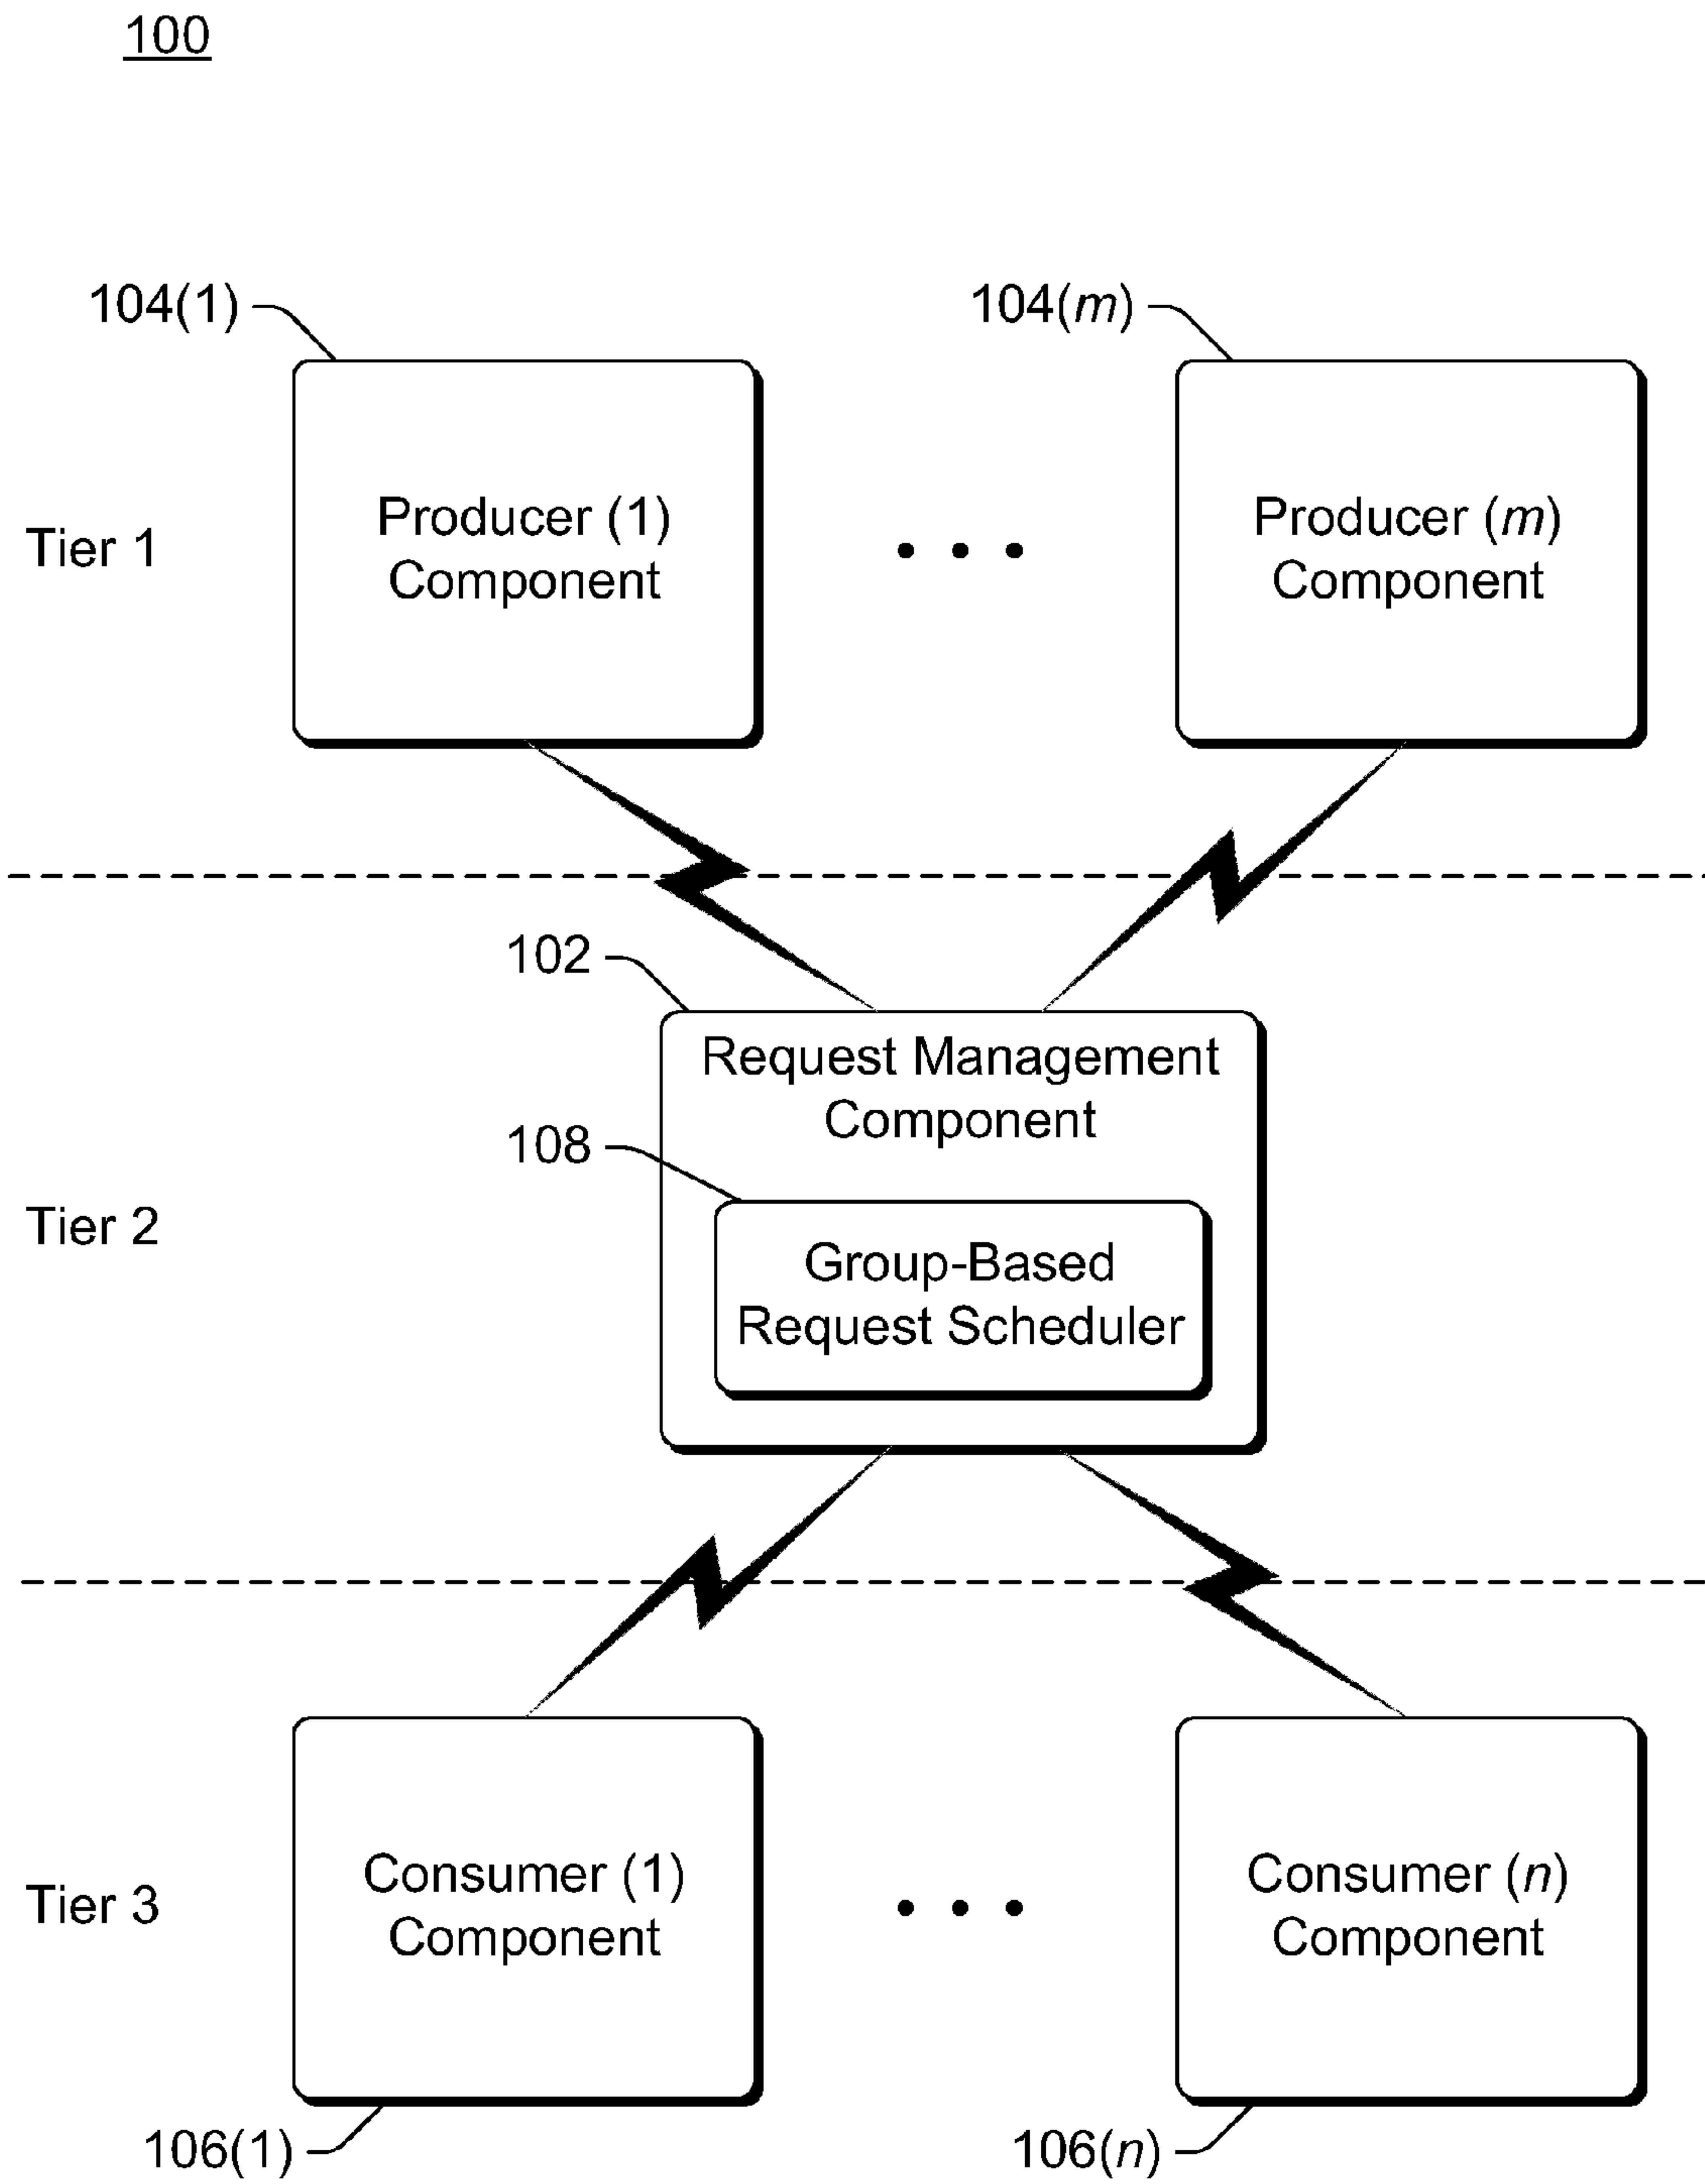 100
104(1)
104(m)
Producer (1)
Component
Producer (m)
Component
Tier 1
102
Request Management
Component
108
Group-Based
Request Scheduler
Tier 2
Consumer (1)
Component
Consumer (n)
Component
Tier 3
106(1)
106(n)